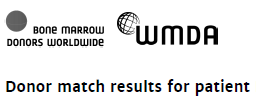 BONE MARROW
DONORS WORLDWIDE
WMDA
Donor match results for patient